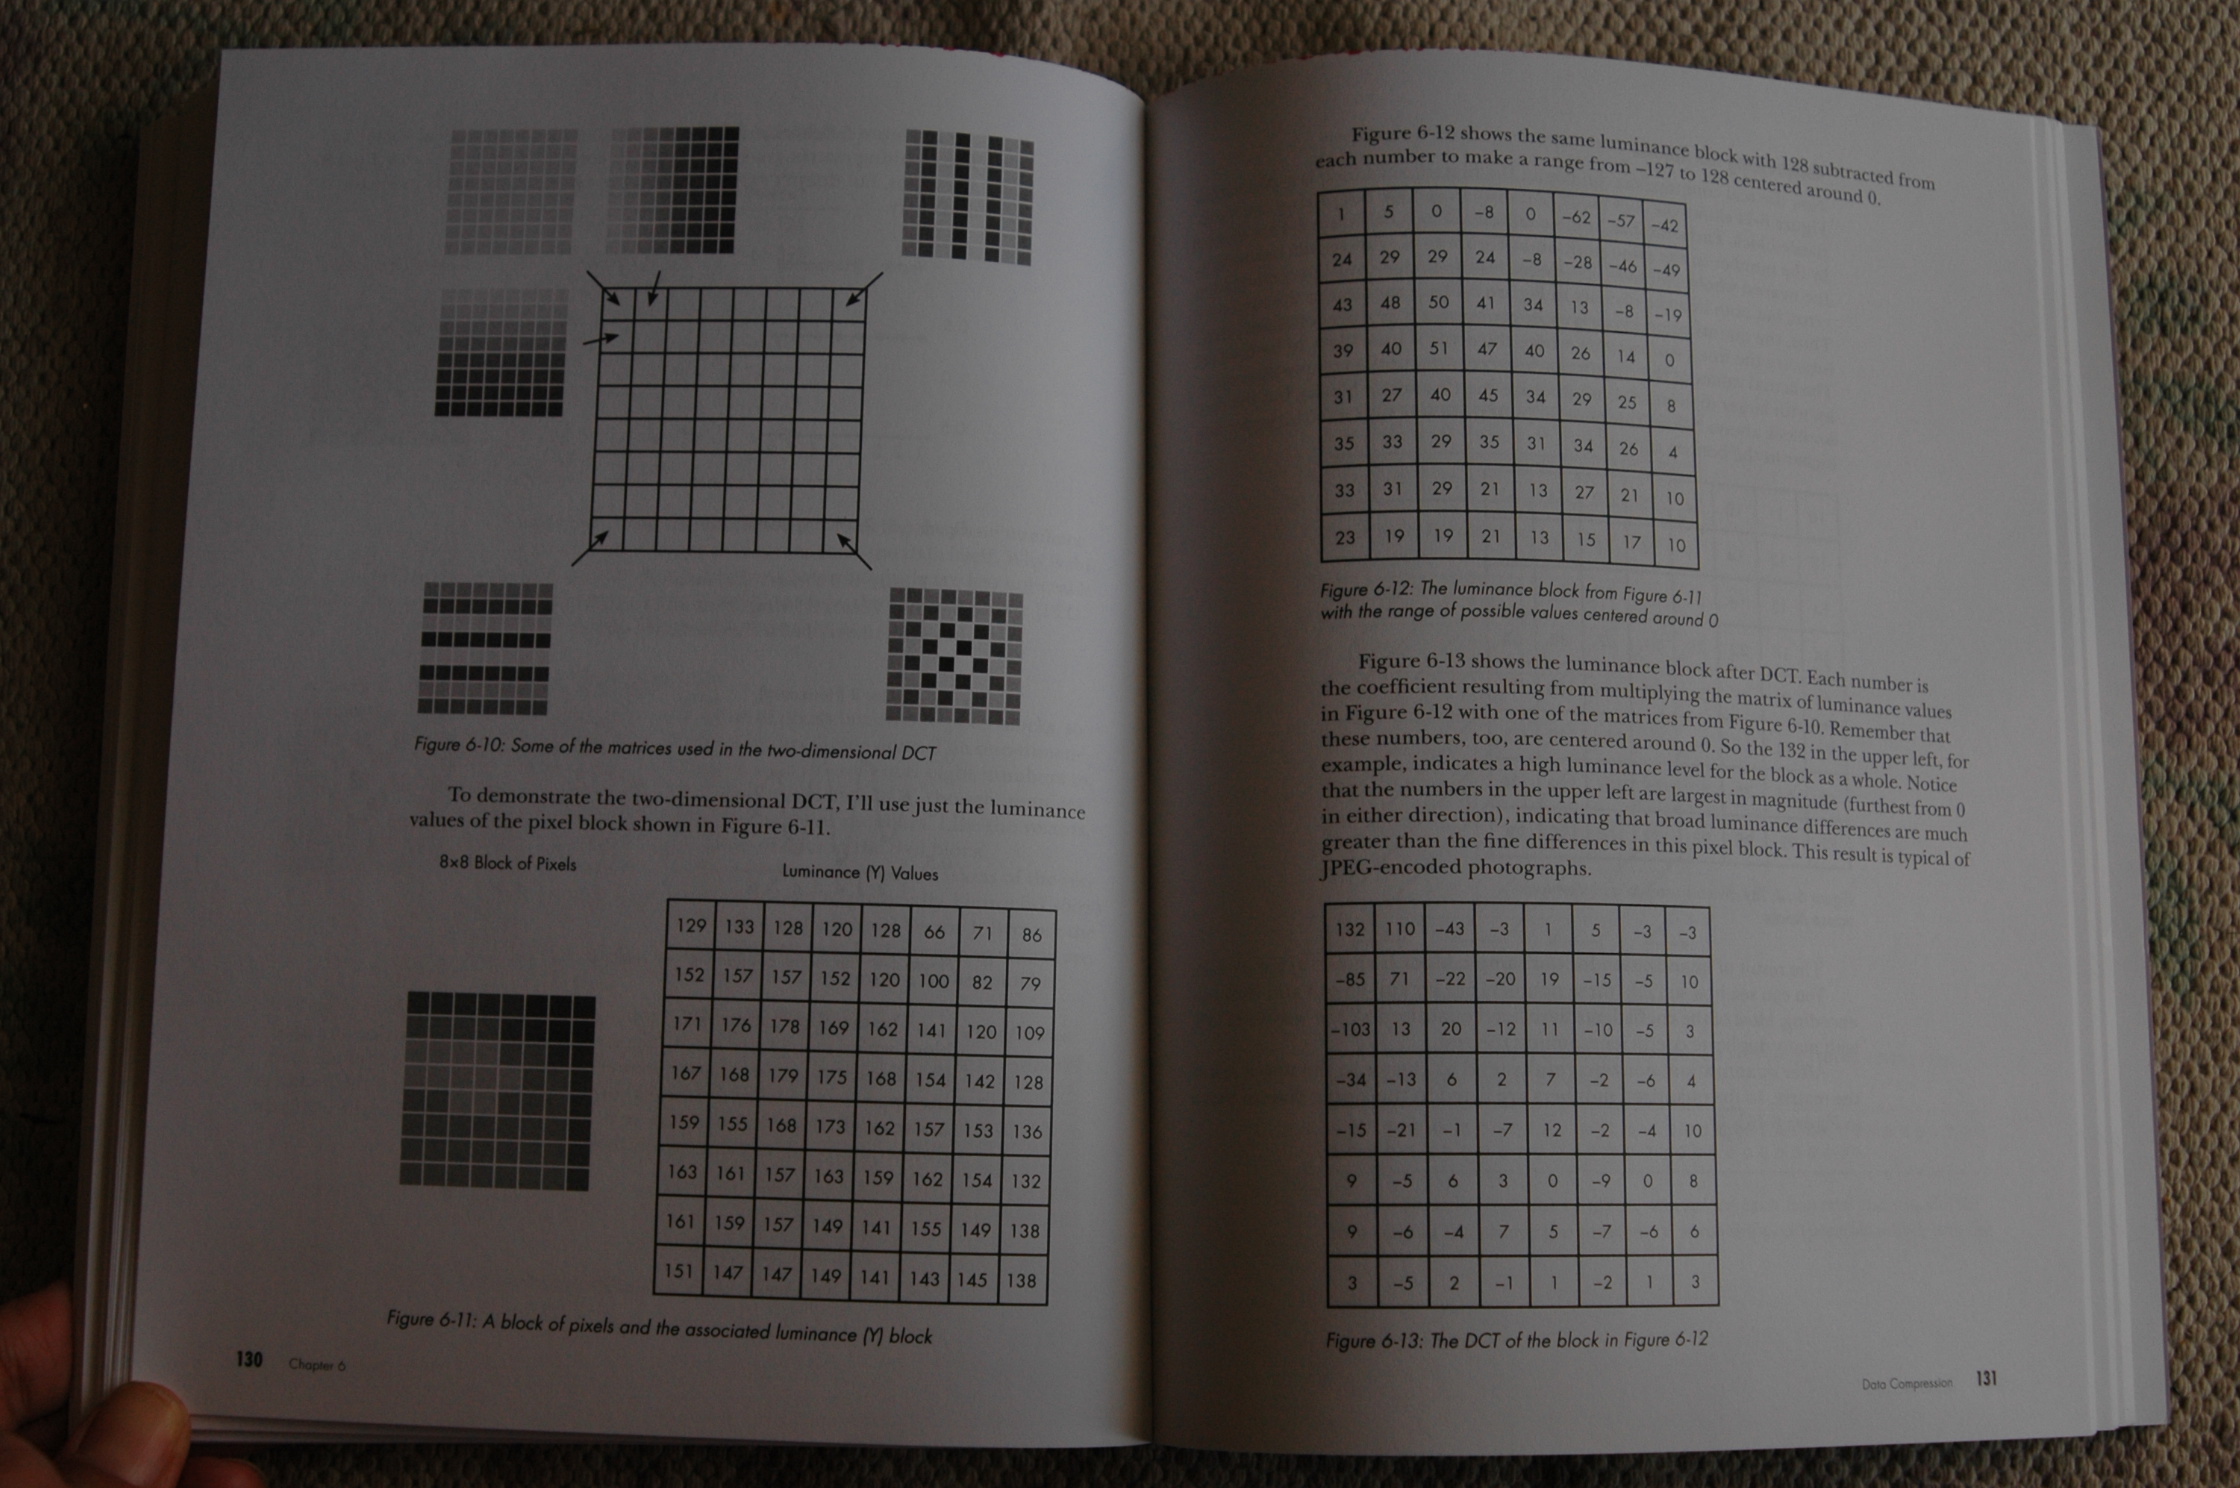 Figure 6-10: Some of the matrices used in the two-dimensional DCT
To demonstrate the two-dimensional DCT, I'll use just the luminance
values of the pixel block shown in Figure 6-11.
8×8 Block of Pixels
Luminance (Y) Values
129 133 128 120 128 66 71 86
152 157 157 152 120 100 82 79
171 176 178 169 162 141 120 109
167 168 179 175 168 154 142 128
159 155 168 173 162 157 153 136
163 161 157 163 159 162 154 132
161 159 157 149 141 155 149 138
151 147 147 149 141 143 145 138
Figure 6-11: A block of pixels and the associated luminance (Y) block
130 Chapter 6
Figure 6-12 shows the same luminance block with 128 subtracted from
each number to make a range from –127 to 128 centered around 0.
1 5 0 –8 0 –62 –57 –42
24 29 29 24 –8 –28 –46 –49
43 48 50 41 34 13 –8 –19
39 40 51 47 40 26 14 0
31 27 40 45 34 29 25 8
35 33 29 35 31 34 26 4
33 31 29 21 13 27 21 10
23 19 19 21 13 15 17 10
Figure 6-12: The luminance block from Figure 6-11
with the range of possible values centered around 0
Figure 6-13 shows the luminance block after DCT. Each number is
the coefficient resulting from multiplying the matrix of luminance values
in Figure 6-12 with one of the matrices from Figure 6-10. Remember that
these numbers, too, are centered around 0. So the 132 in the upper left, for
example, indicates a high luminance level for the block as a whole. Notice
that the numbers in the upper left are largest in magnitude (furthest from 0
in either direction), indicating that broad luminance differences are much
greater than the fine differences in this pixel block. This result is typical of
JPEG-encoded photographs.
132 110 –43 –3 1 5 –3 –3
–85 71 –22 –20 19 –15 –5 10
–103 13 20 –12 11 –10 –5 3
–34 –13 6 2 7 –2 –6 4
–15 –21 –1 –7 12 –2 –4 10
9 –5 6 3 0 –9 0 8
9 –6 –4 7 5 –7 –6 6
3 –5 2 –1 1 –2 1 3
Figure 6-13: The DCT of the block in Figure 6-12
Data Compression 131